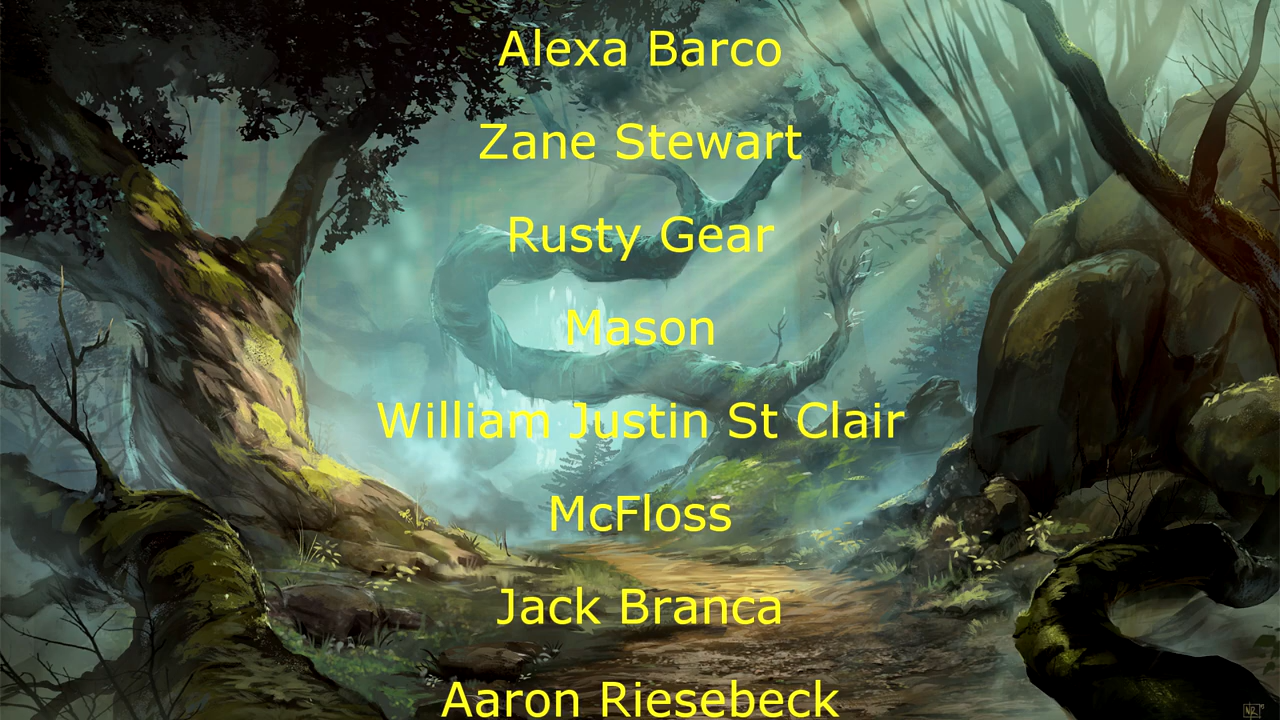 Alexa Barco
Zane Stewart
Rusty Gear
Mason
William Justin St Clair
McFloss
Jack Branca
Aaron Riesebeck